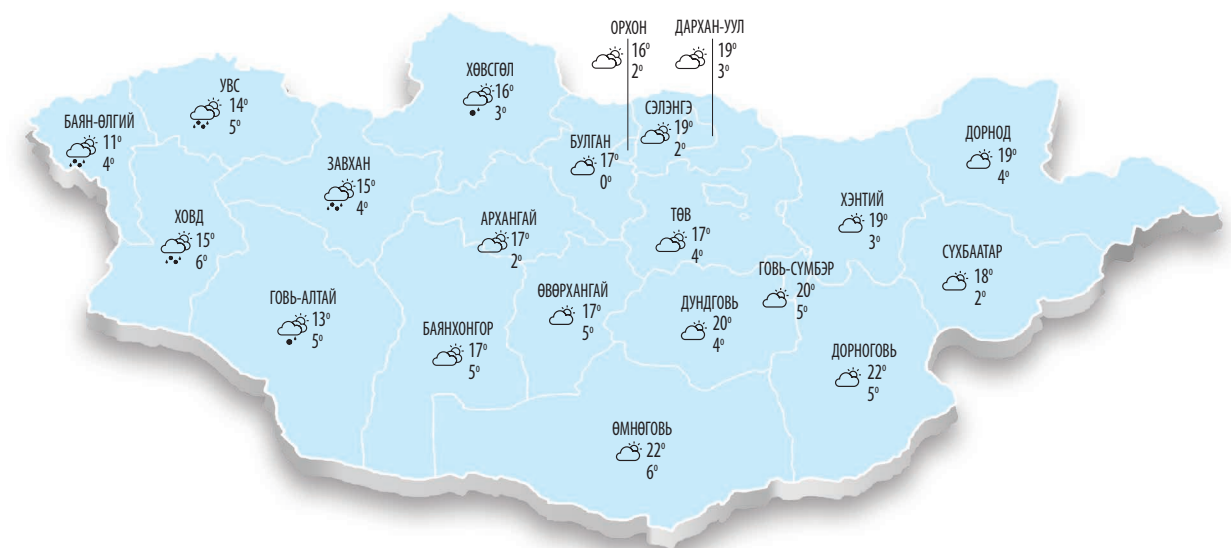 ОРХОН
16°
2°
ДАРХАН-УУЛ
19°
3°
ХӨВСГӨЛ
16°
3°
УВС
14°
5°
БАЯН-ӨЛГИЙ
11°
4°
СЭЛЭНГЭ
19°
2°
БУЛГАН
17°
0°
ДОРНОД
19°
4°
ЗАВХАН
15°
4°
ХОВД
15°
6°
АРХАНГАЙ
17°
2°
ТӨВ
17°
4°
ХЭНТИЙ
19°
3°
СҮХБААТАР
18°
2°
ГОВЬ-СҮМБЭР
20°
5°
ГОВЬ-АЛТАЙ
13°
5°
ӨВӨРХАНГАЙ
17°
5°
ДУНДГОВЬ
20°
4°
БАЯНХОНГОР
17°
5°
ДОРНОГОВЬ
22°
5°
ӨМНӨГОВЬ
22°
6°